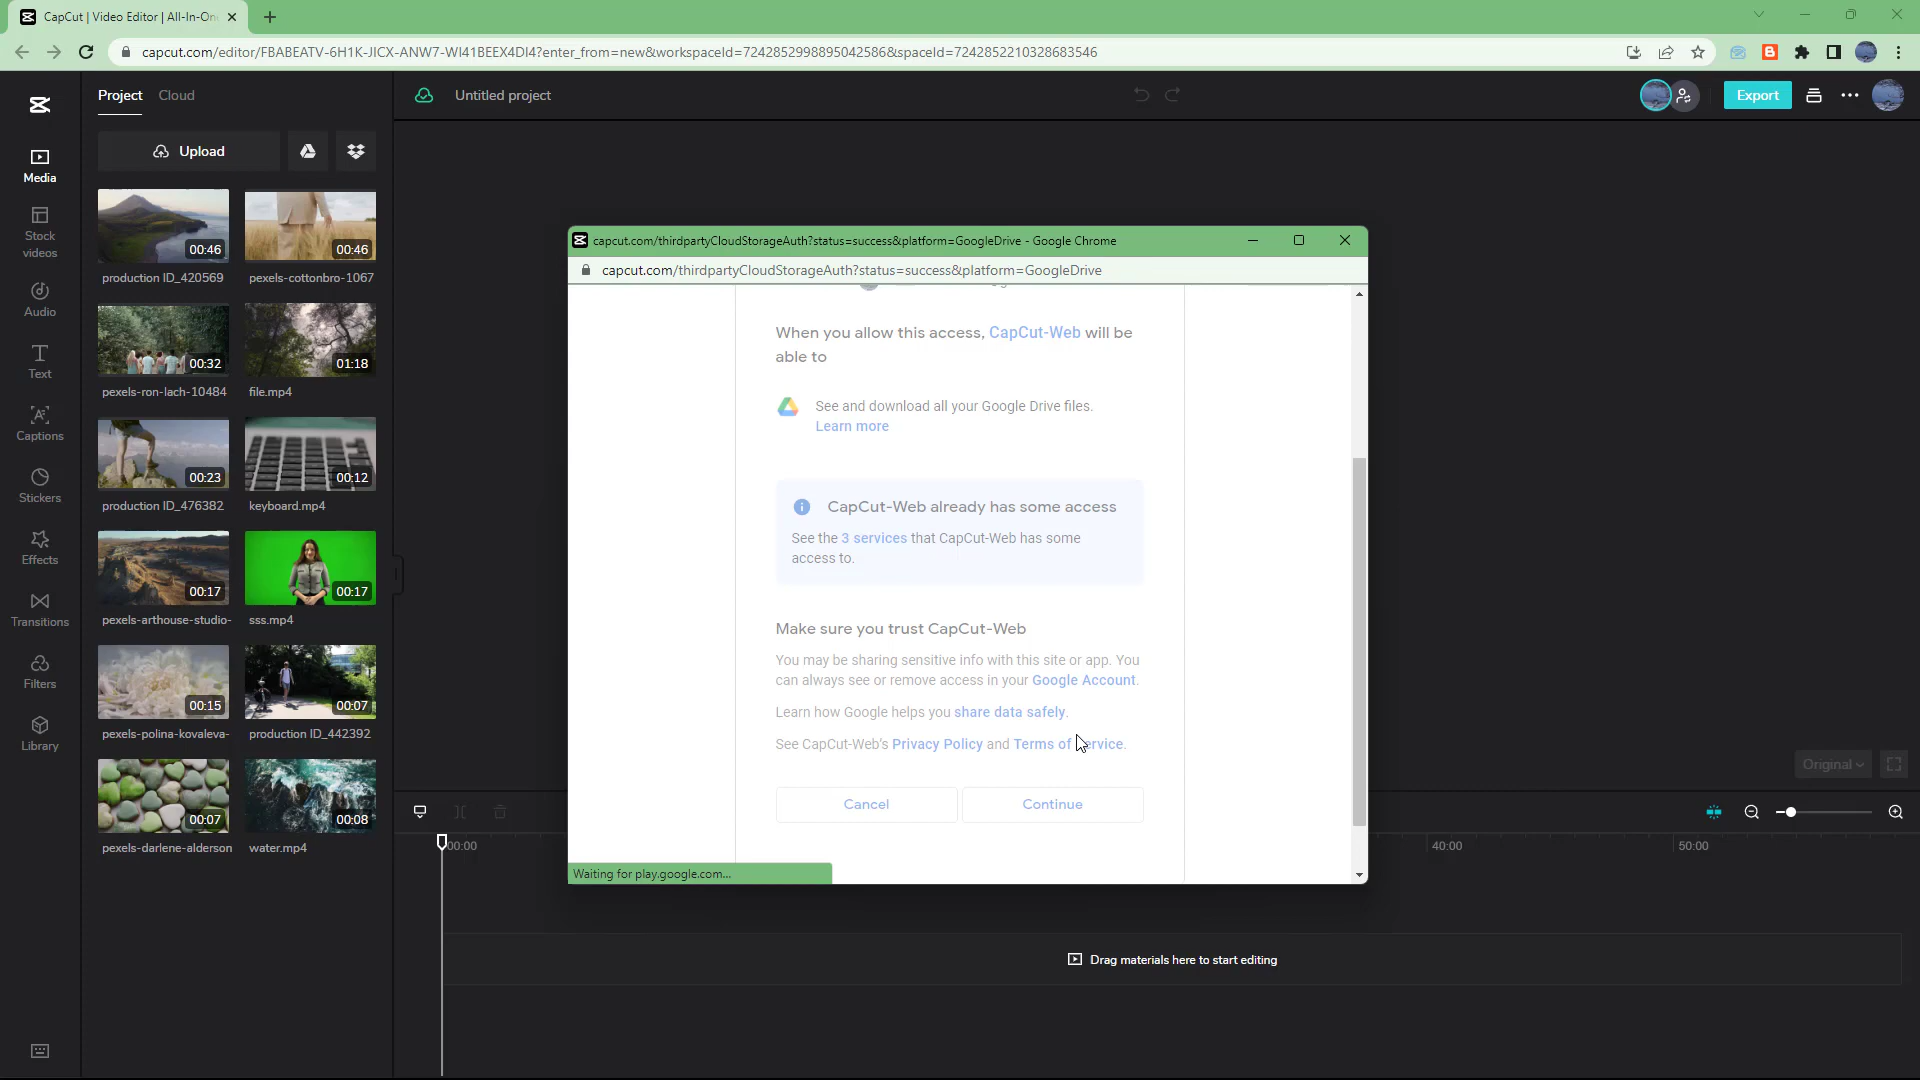 CapCut | Video Editor | All-In-On
capcut.com/editor/FBABEATV-6H1K-JICX-ANW7-WI41BEEX4DI4?enter_from=new&workspaceId=7242852998895042586&spaceId=7242852210328683546
Project
Cloud
Untitled project
Export
Upload
Media
Stock
videos
Audio
Text
Captions
Stickers
Effects
Transitions
Filters
Library
00:46
production ID_420569
00:46
pexels-cottonbro-1067
00:32
pexels-ron-lach-10484
01:18
file.mp4
00:23
production ID_476382
00:12
keyboard.mp4
00:17
pexels-arthouse-studio-
00:17
sss.mp4
00:15
pexels-polina-kovaleva-
00:07
production ID_442392
00:07
pexels-darlene-alderson
00:08
water.mp4
capcut.com/thirdpartyCloudStorageAuth?status=success&platform=GoogleDrive - Google Chrome
capcut.com/thirdpartyCloudStorageAuth?status=success&platform=GoogleDrive
When you allow this access, CapCut-Web will be
able to
See and download all your Google Drive files.
Learn more
CapCut-Web already has some access
See the 3 services that CapCut-Web has some
access to.
Make sure you trust CapCut-Web
You may be sharing sensitive info with this site or app. You
can always see or remove access in your Google Account.
Learn how Google helps you share data safely.
See CapCut-Web's Privacy Policy and Terms of Service.
Cancel
Continue
Waiting for play.google.com...
Original
00:00
40:00
50:00
Drag materials here to start editing